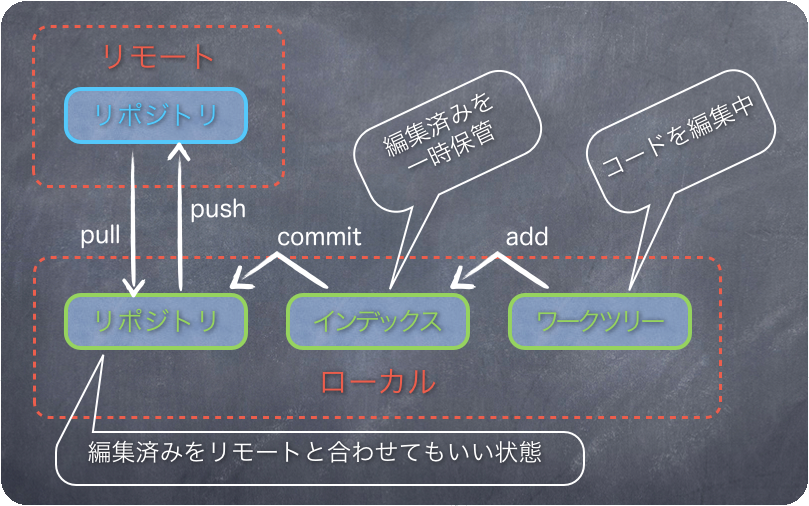 リモート
リポジトリ
編集済みを
一時保管
コードを編集中
pull
push
commit
add
リポジトリ
インデックス
ワークツリー
ローカル
編集済みをリモートと合わせてもいい状態